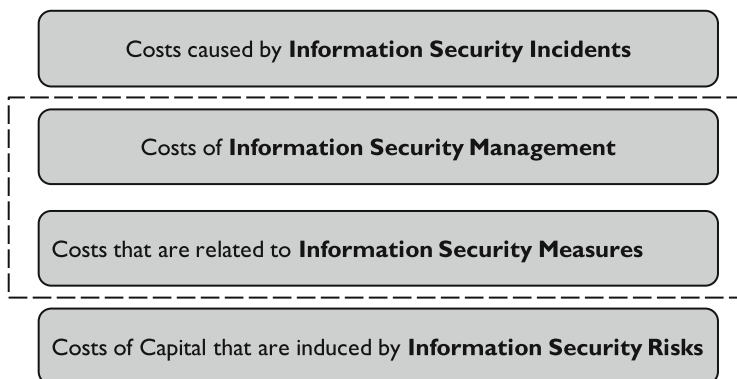 Costs caused by Information Security Incidents
Costs of Information Security Management
Costs that are related to Information Security Measures
Costs of Capital that are induced by Information Security Risks